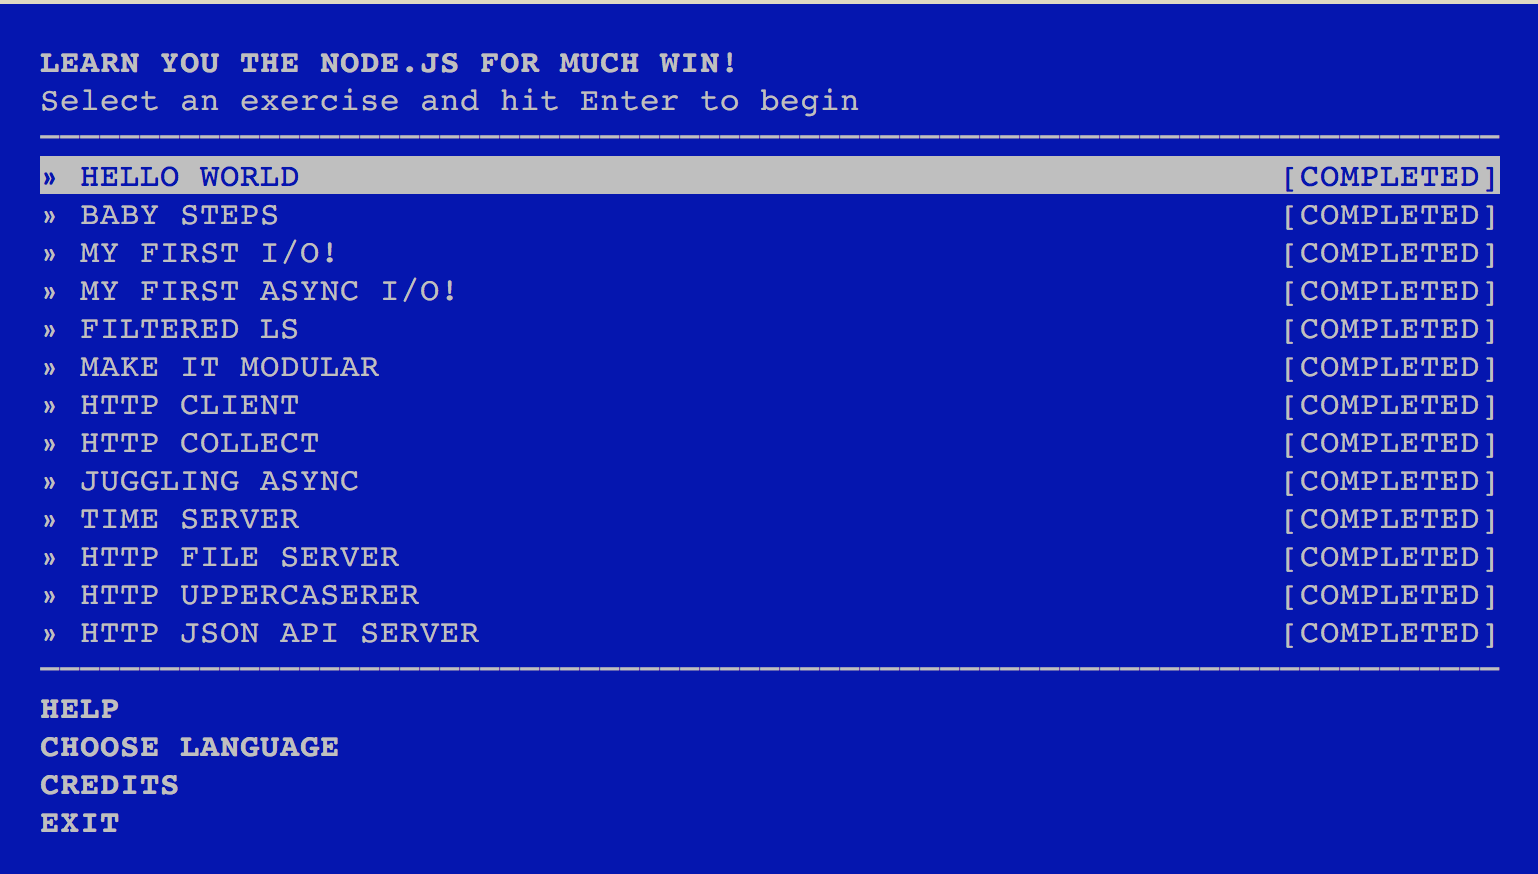 LEARN YOU THE NODE.JS FOR MUCH WIN!
Select an exercise and hit Enter to begin
» HELLO WORLD [COMPLETED]
» BABY STEPS [COMPLETED]
» MY FIRST I/O! [COMPLETED]
» MY FIRST ASYNC I/O! [COMPLETED]
» FILTERED LS [COMPLETED]
» MAKE IT MODULAR [COMPLETED]
» HTTP CLIENT [COMPLETED]
» HTTP COLLECT [COMPLETED]
» JUGGLING ASYNC [COMPLETED]
» TIME SERVER [COMPLETED]
» HTTP FILE SERVER [COMPLETED]
» HTTP UPPERCASERER [COMPLETED]
» HTTP JSON API SERVER [COMPLETED]
HELP
CHOOSE LANGUAGE
CREDITS
EXIT